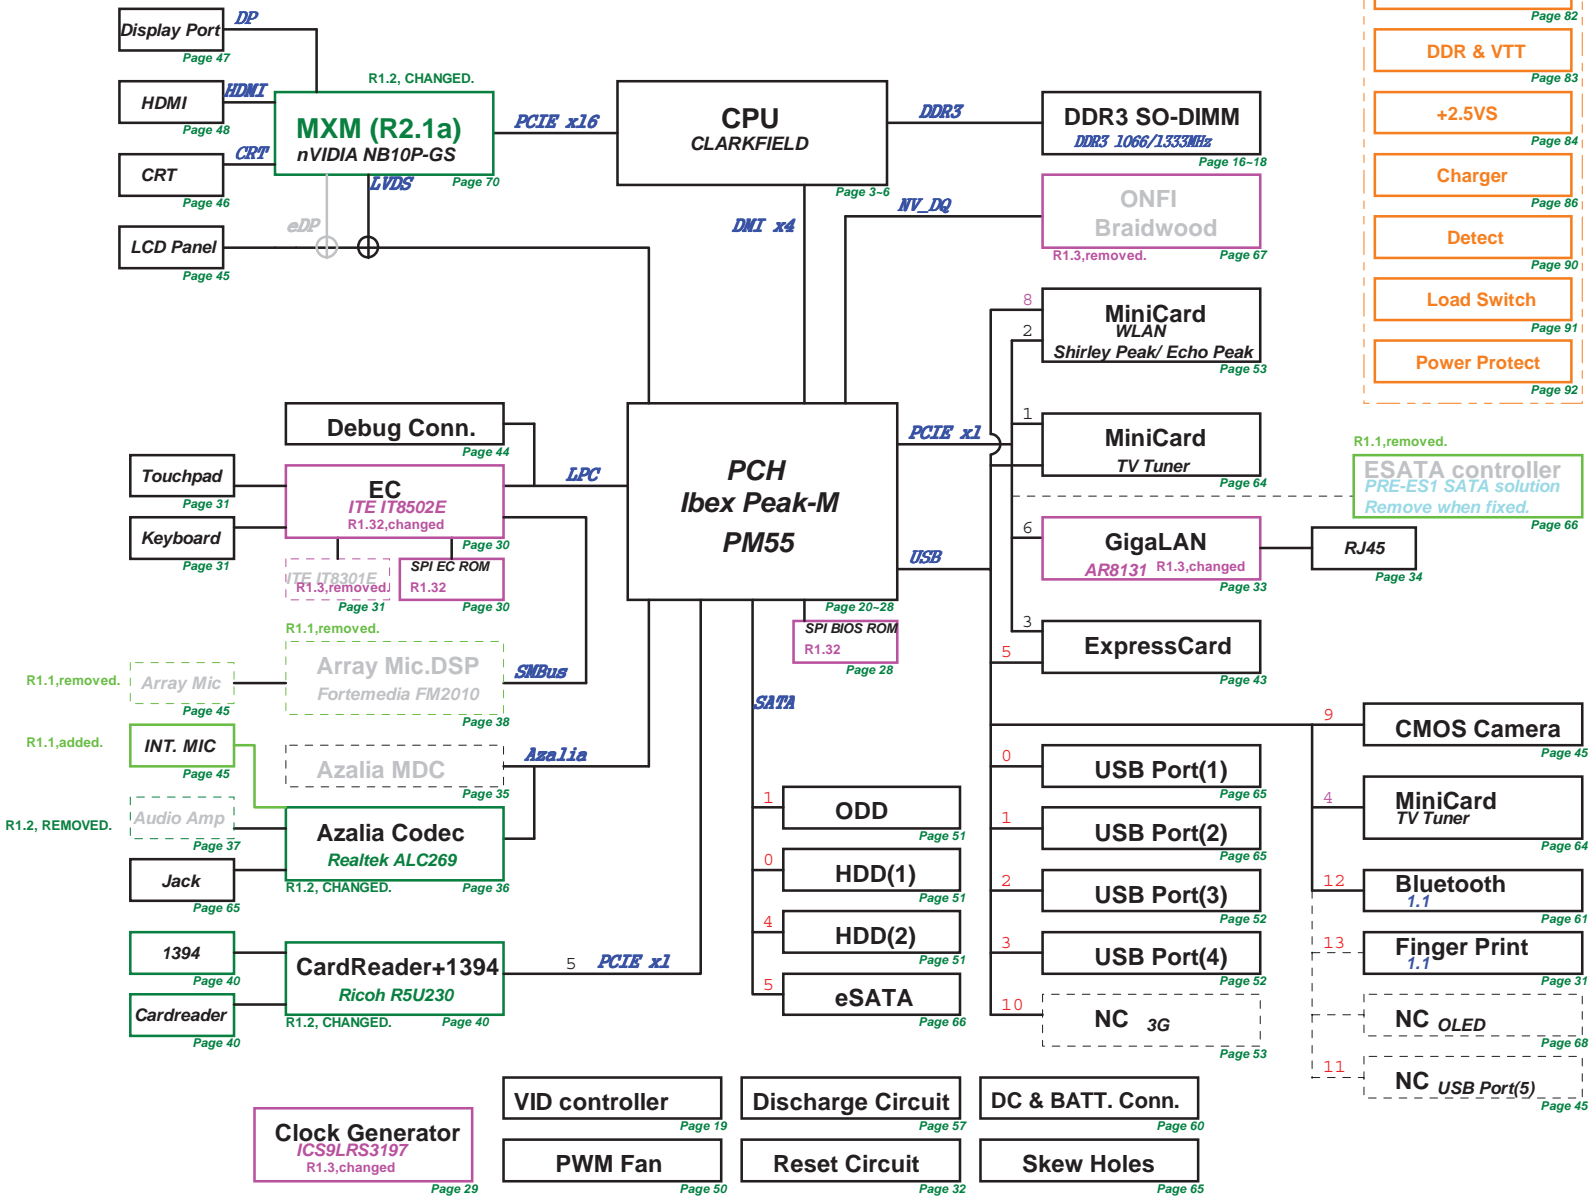 Display Port
DP
Page 47
HDMI
HDMI
Page 48
CRT
CRT
Page 46
LCD Panel
Page 45
R1.2, CHANGED.
MXM (R2.1a)
nVIDIA NB10P-GS
Page 70
eDP
LVDS
PCIE x16
CPU
CLARKFIELD
Page 3~6
DDR3
DDR3 SO-DIMM
DDR3 1066/1333MHz
Page 16~18
DMI x4
NV_DQ
ONFI
Braidwood
R1.3,removed.
Page 67
Page 82
DDR & VTT
Page 83
+2.5VS
Page 84
Charger
Page 86
Detect
Page 90
Load Switch
Page 91
Power Protect
Page 92
8
2
MiniCard
WLAN
Shirley Peak/ Echo Peak
Page 53
PCIE x1
1
MiniCard
TV Tuner
Page 64
R1.1,removed.
ESATA controller
PRE-ES1 SATA solution
Remove when fixed.
Page 66
6
GigaLAN
AR8131 R1.3,changed
Page 33
RJ45
Page 34
3
5
ExpressCard
Page 43
USB
PCH
Ibex Peak-M
PM55
Page 20~28
SPI BIOS ROM
R1.32
Page 28
Debug Conn.
Page 44
LPC
Touchpad
Page 31
Keyboard
Page 31
EC
ITE IT8502E
R1.32,changed
Page 30
ITE IT8301E
R1.3,removed.
Page 31
SPI EC ROM
R1.32
Page 30
R1.1,removed.
Array Mic.DSP
Fortemedia FM2010
Page 38
SMBus
R1.1,removed.
Array Mic
Page 45
R1.1,added.
INT. MIC
Page 45
Azalia MDC
Page 35
Azalia
R1.2, REMOVED.
Audio Amp
Page 37
Azalia Codec
Realtek ALC269
R1.2, CHANGED.
Page 36
Jack
Page 65
1394
Page 40
Cardreader
Page 40
CardReader+1394
Ricoh R5U230
R1.2, CHANGED.
Page 40
5 PCIE x1
SATA
1
ODD
Page 51
0
HDD(1)
Page 51
4
HDD(2)
Page 51
5
eSATA
Page 66
0
USB Port(1)
Page 65
1
USB Port(2)
Page 65
2
USB Port(3)
Page 52
3
USB Port(4)
Page 52
10
NC 3G
Page 53
9
CMOS Camera
Page 45
4
MiniCard
TV Tuner
Page 64
12
Bluetooth
1.1
Page 61
13
Finger Print
1.1
Page 31
NC OLED
Page 68
11
NC USB Port(5)
Page 45
Clock Generator
ICS9LRS3197
R1.3,changed
Page 29
VID controller
Page 19
Discharge Circuit
Page 57
DC & BATT. Conn.
Page 60
PWM Fan
Page 50
Reset Circuit
Page 32
Skew Holes
Page 65